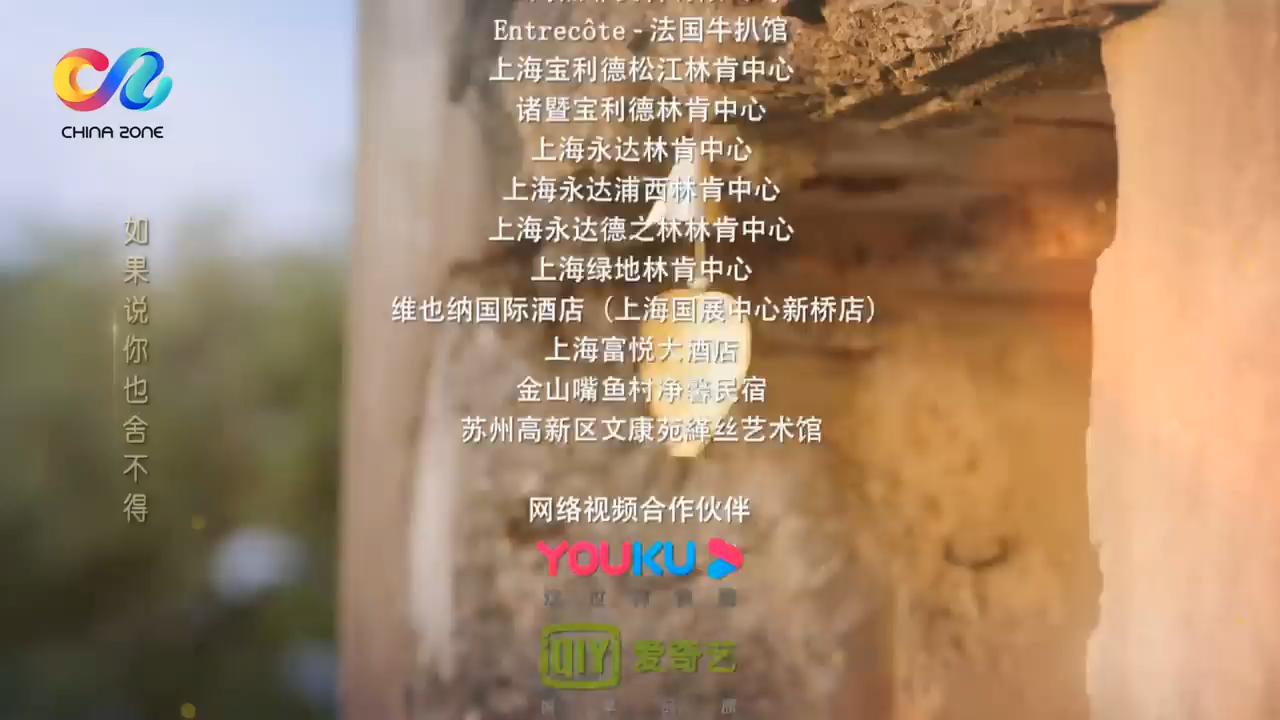 CHINA ZONE
如果说你也舍不得
Entrecôte - 法国牛扒馆
上海宝利德松江林肯中心
诸暨宝利德林肯中心
上海永达林肯中心
上海永达浦西林肯中心
上海永达德之林林肯中心
上海绿地林肯中心
维也纳国际酒店（上海国展中心新桥店）
上海富悦大酒店
金山嘴鱼村净馨民宿
苏州高新区文康苑緙丝艺术馆
网络视频合作伙伴
YOUKU
iQIYI 爱奇艺